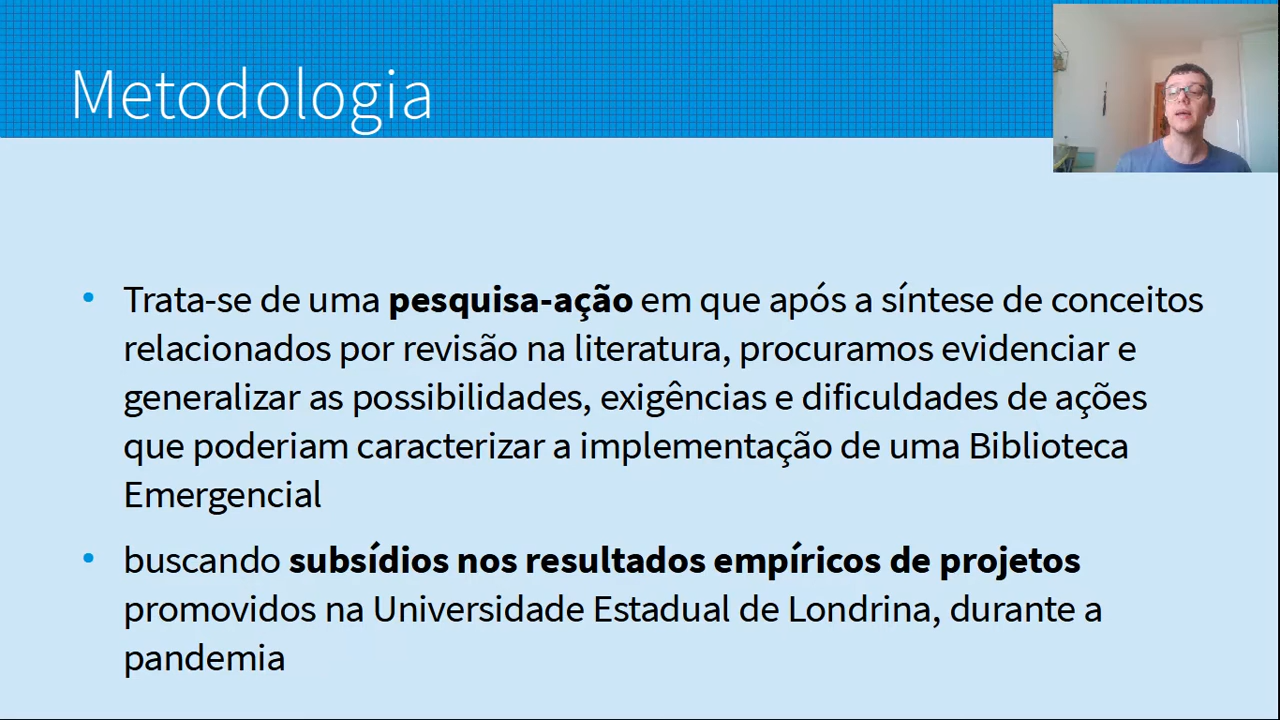 Metodologia
Trata-se de uma pesquisa-ação em que após a síntese de conceitos
relacionados por revisão na literatura, procuramos evidenciar e
generalizar as possibilidades, exigências e dificuldades de ações
que poderiam caracterizar a implementação de uma Biblioteca
Emergencial
buscando subsídios nos resultados empíricos de projetos
promovidos na Universidade Estadual de Londrina, durante a
pandemia